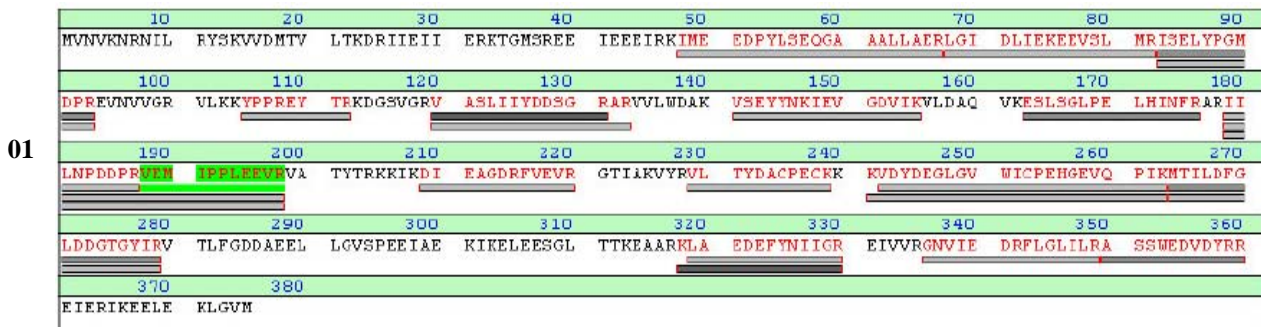 10 20 30 40 50 60 70 80 90
MVNVKNRNIL RYSKVVDMTV LTKDRIIEII ERKTGMSREE IEEEIRKIME EDPYLSEQGA AALLAERLGI DLIEKEEVSL MRISELYPGM
100 110 120 130 140 150 160 170 180
DPREVNVVGR VLKKYPPREY TRKDGSVGRV ASLIIYDDSG RARVVLWDAK VSEYYNKIEV GDVIKVLDAQ VKESLSGLPE LHINFRARII
01
190 200 210 220 230 240 250 260 270
LNPDDPRVEM IPPLEEVRVA TYTRKKIKDI EAGDRFVEVR GTIAKVYRVL TYDACPECKK KVDYDEGLGV WICPEHGEVQ PIKMTILDFG
280 290 300 310 320 330 340 350 360
LDDGTGYIRV TLFGDDAEEL LGVSPEEIAE KIKELEESGL TTKEAARKLA EDEFYNIIGR EIVVRGNVIE DRFLGLILRA SSWEDVDYRR
370 380
EIERIKEELE KLGVM